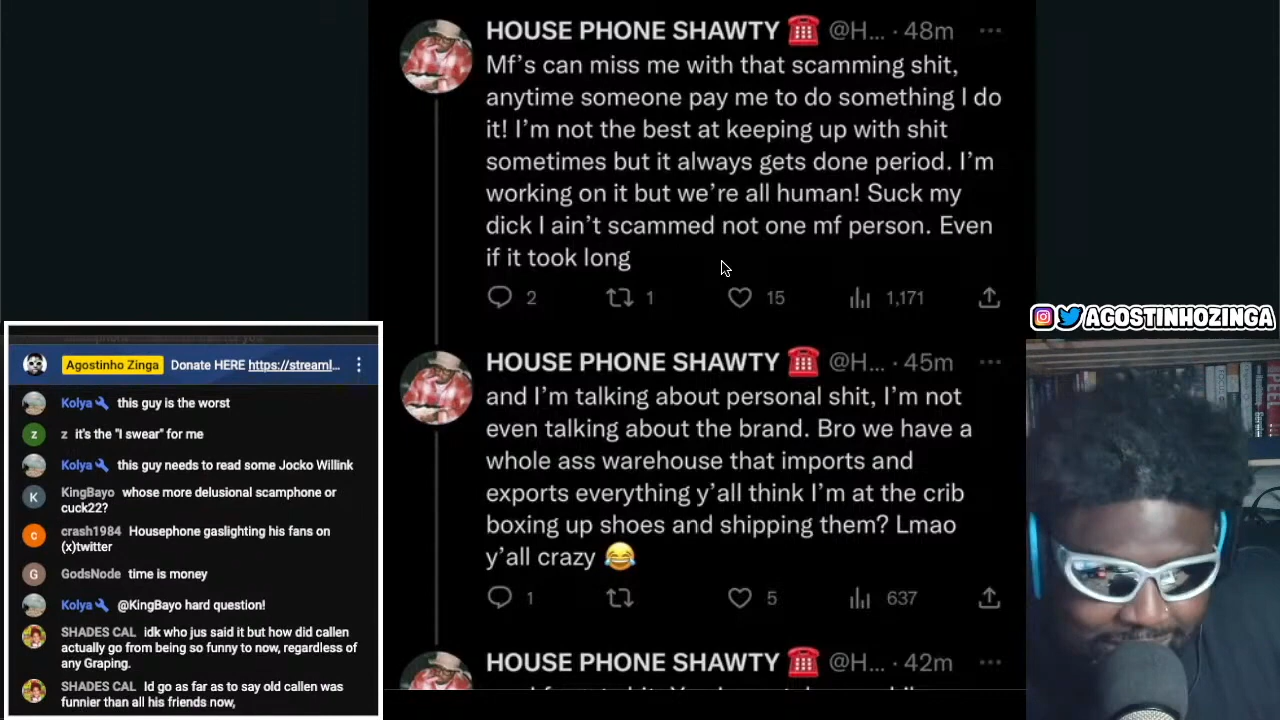 HOUSE PHONE SHAWTY ☎️ @H... · 48m
Mf's can miss me with that scamming shit,
anytime someone pay me to do something I do
it! I'm not the best at keeping up with shit
sometimes but it always gets done period. I'm
working on it but we're all human! Suck my
dick I ain't scammed not one mf person. Even
if it took long
2 1 15 1,171
HOUSE PHONE SHAWTY ☎️ @H... · 45m
and I'm talking about personal shit, I'm not
even talking about the brand. Bro we have a
whole ass warehouse that imports and
exports everything y'all think I'm at the crib
boxing up shoes and shipping them? Lmao
y'all crazy 😂
1 5 637
HOUSE PHONE SHAWTY ☎️ @H... · 42m
Agostinho Zinga Donate HERE https://streaml...
Kolya this guy is the worst
z z it's the "I swear" for me
Kolya this guy needs to read some Jocko Willink
K KingBayo whose more delusional scamphone or
cuck22?
c crash1984 Housephone gaslighting his fans on
(x)twitter
G GodsNode time is money
Kolya @KingBayo hard question!
SHADES CAL idk who jus said it but how did callen
actually go from being so funny to now, regardless of
any Graping.
SHADES CAL Id go as far as to say old callen was
funnier than all his friends now,
AGOSTINHOZINGA